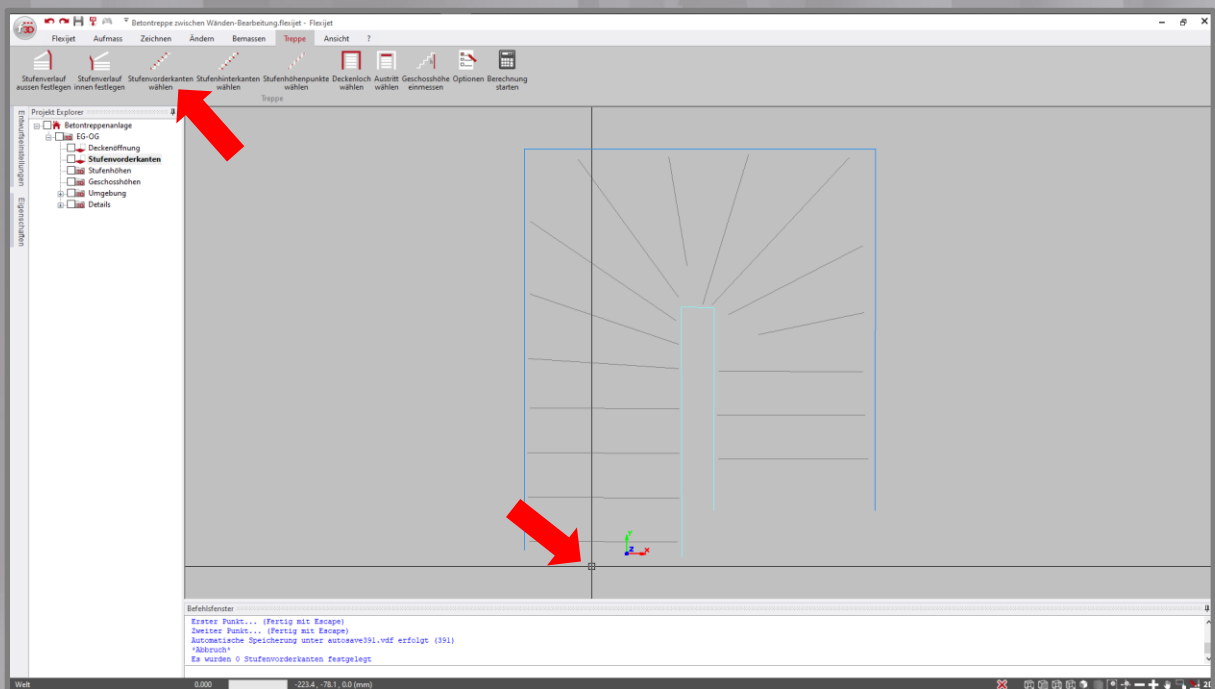 Betontreppe zwischen Wänden-Bearbeitung.flexijet - Flexijet
Flexijet Aufmass Zeichnen Ändern Bemassen Treppe Ansicht ?
Stufenverlauf aussen festlegen
Stufenverlauf innen festlegen
Stufenvorderkanten wählen
Stufenhinterkanten wählen
Stufenhöhenpunkte wählen
Deckenloch wählen
Austritt wählen
Geschosshöhe einmessen
Optionen
Berechnung starten
Treppe
Entwurfseinstellungen
Eigenschaften
Projekt Explorer
Betontreppenanlage
EG-OG
Deckenöffnung
Stufenvorderkanten
Stufenhöhen
Geschosshöhen
Umgebung
Details
Y
Z X
Befehlsfenster
Erster Punkt... (Fertig mit Escape)
Zweiter Punkt... (Fertig mit Escape)
Automatische Speicherung unter autosave391.vdf erfolgt (391)
*Abbruch*
Es wurden 0 Stufenvorderkanten festgelegt
Welt 0.000 -223.4 , -78.1 , 0.0 (mm) 2D